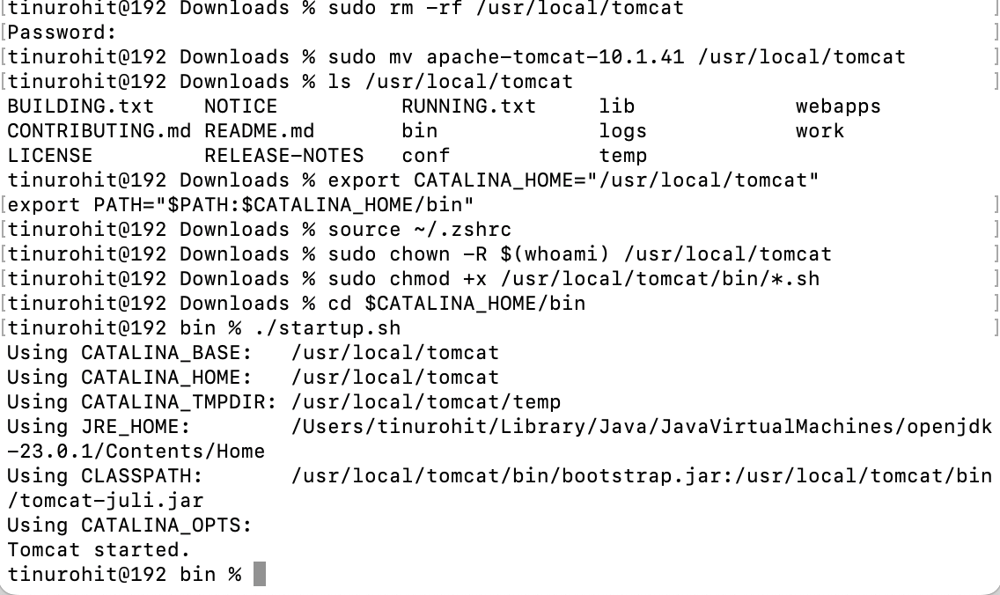 [tinurohit@192 Downloads % sudo rm -rf /usr/local/tomcat ]
[Password: ]
[tinurohit@192 Downloads % sudo mv apache-tomcat-10.1.41 /usr/local/tomcat ]
[tinurohit@192 Downloads % ls /usr/local/tomcat ]
BUILDING.txt NOTICE RUNNING.txt lib webapps
CONTRIBUTING.md README.md bin logs work
LICENSE RELEASE-NOTES conf temp
tinurohit@192 Downloads % export CATALINA_HOME="/usr/local/tomcat"
[export PATH="$PATH:$CATALINA_HOME/bin" ]
[tinurohit@192 Downloads % source ~/.zshrc ]
[tinurohit@192 Downloads % sudo chown -R $(whoami) /usr/local/tomcat ]
[tinurohit@192 Downloads % sudo chmod +x /usr/local/tomcat/bin/*.sh ]
[tinurohit@192 Downloads % cd $CATALINA_HOME/bin ]
[tinurohit@192 bin % ./startup.sh ]
Using CATALINA_BASE: /usr/local/tomcat
Using CATALINA_HOME: /usr/local/tomcat
Using CATALINA_TMPDIR: /usr/local/tomcat/temp
Using JRE_HOME: /Users/tinurohit/Library/Java/JavaVirtualMachines/openjdk
-23.0.1/Contents/Home
Using CLASSPATH: /usr/local/tomcat/bin/bootstrap.jar:/usr/local/tomcat/bin
/tomcat-juli.jar
Using CATALINA_OPTS:
Tomcat started.
tinurohit@192 bin %